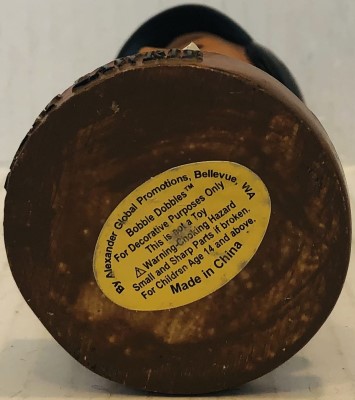 By Alexander Global Promotions, Bellevue, WA
Bobble Dobbles™
For Decorative Purposes Only
This is not a Toy
⚠Warning-Choking Hazard
Small and Sharp Parts if broken.
For Children Age 14 and above.
Made in China